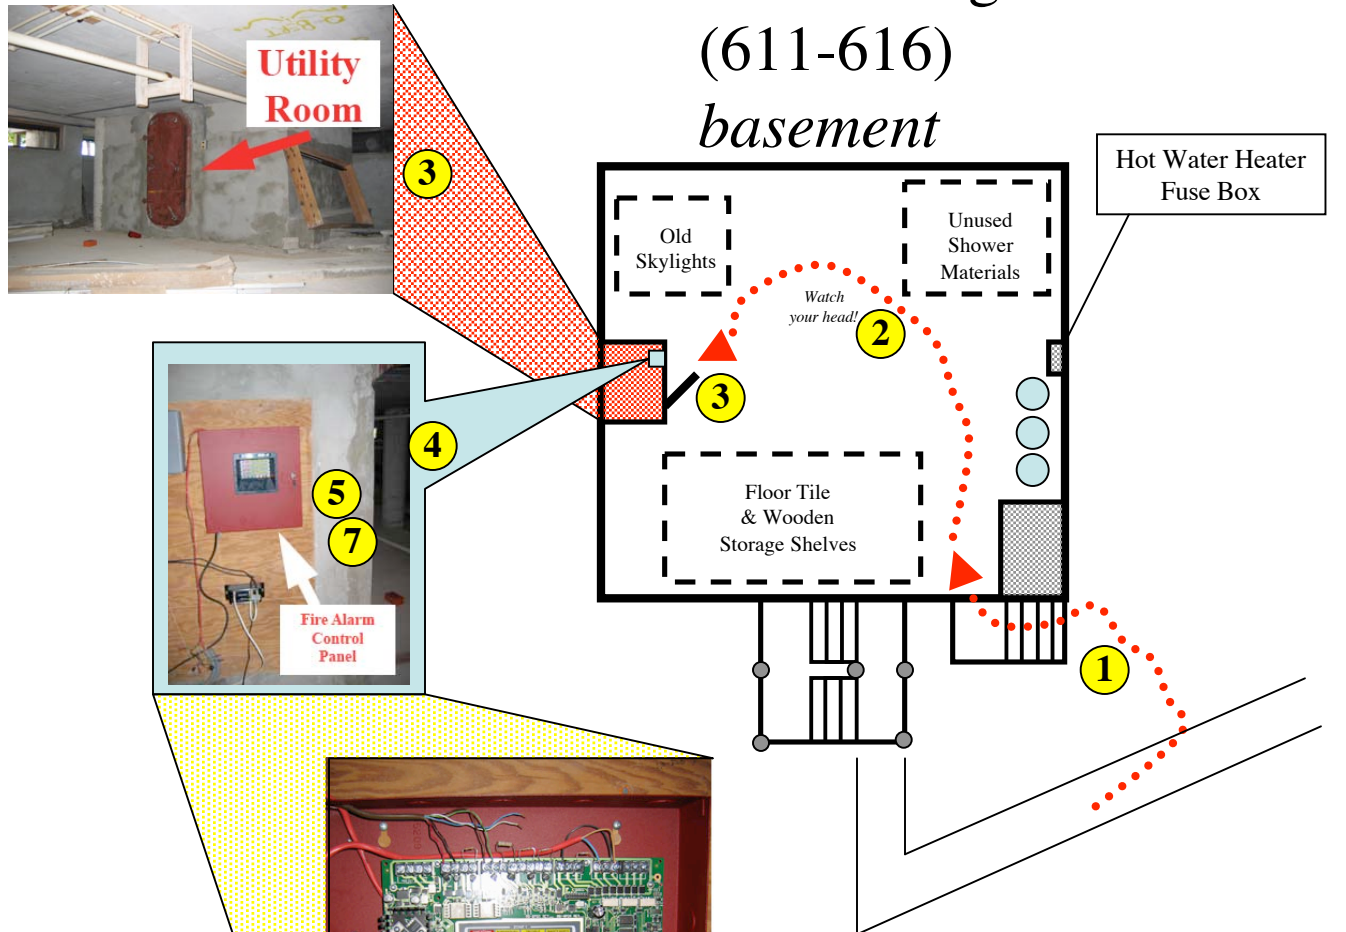 (611-616)
basement
Utility
Room
Hot Water Heater
Fuse Box
3
Old
Skylights
Unused
Shower
Materials
Watch
your head!
2
3
4
5
7
Floor Tile
& Wooden
Storage Shelves
Fire Alarm
Control
Panel
1